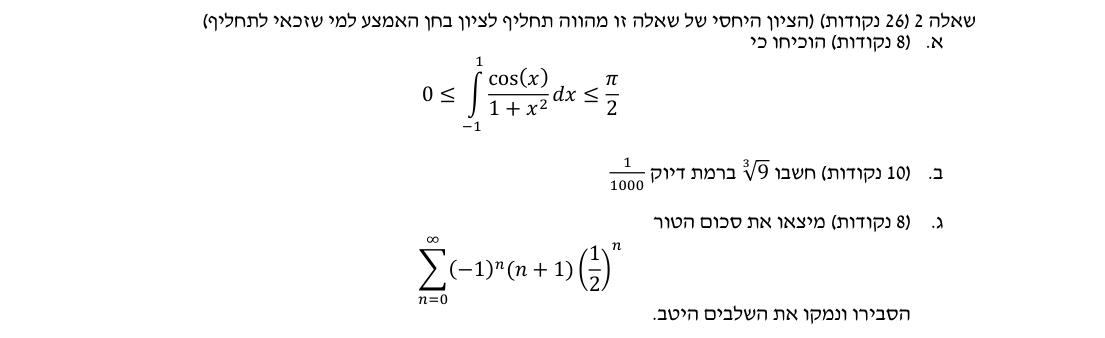 שאלה 2 (26 נקודות) (הציון היחסי של שאלה זו מהווה תחליף לציון בחן האמצע למי שזכאי לתחליף)
א. (8 נקודות) הוכיחו כי
0 ≤ ∫_{-1}^{1} cos(x)/(1 + x²) dx ≤ π/2
ב. (10 נקודות) חשבו ∛9 ברמת דיוק 1/1000
ג. (8 נקודות) מיצאו את סכום הטור
∑_{n=0}^{∞} (−1)ⁿ(n + 1)(1/2)ⁿ
הסבירו ונמקו את השלבים היטב.